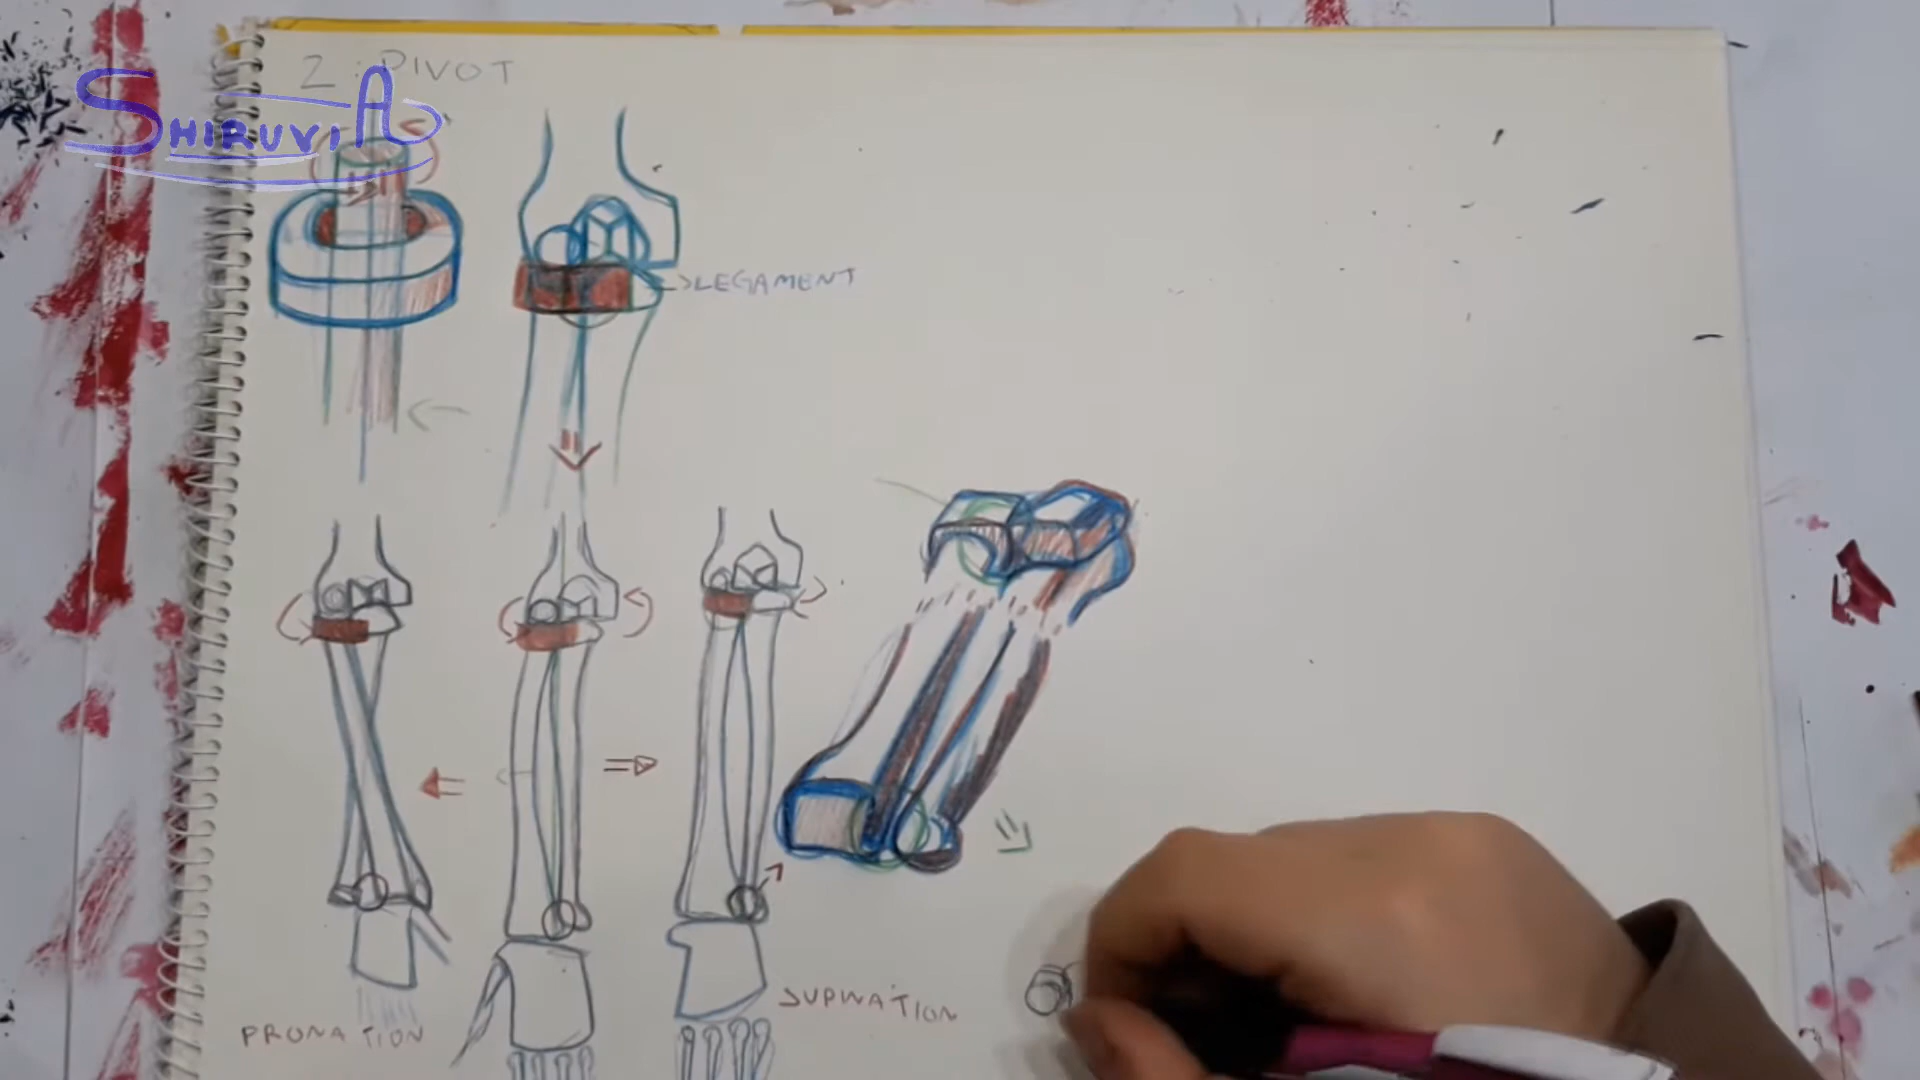 2 : PIVOT
SHIRUVIA
LEGAMENT
SUPINATION
PRONATION